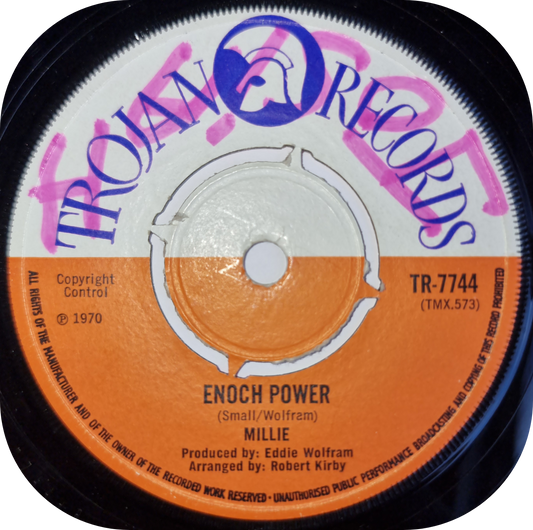 TROJAN RECORDS
Copyright
Control
℗ 1970
TR-7744
(TMX.573)
ENOCH POWER
(Small/Wolfram)
MILLIE
Produced by: Eddie Wolfram
Arranged by: Robert Kirby
ALL RIGHTS OF THE MANUFACTURER AND OF THE OWNER OF THE RECORDED WORK RESERVED - UNAUTHORISED PUBLIC PERFORMANCE BROADCASTING AND COPYING OF THIS RECORD PROHIBITED